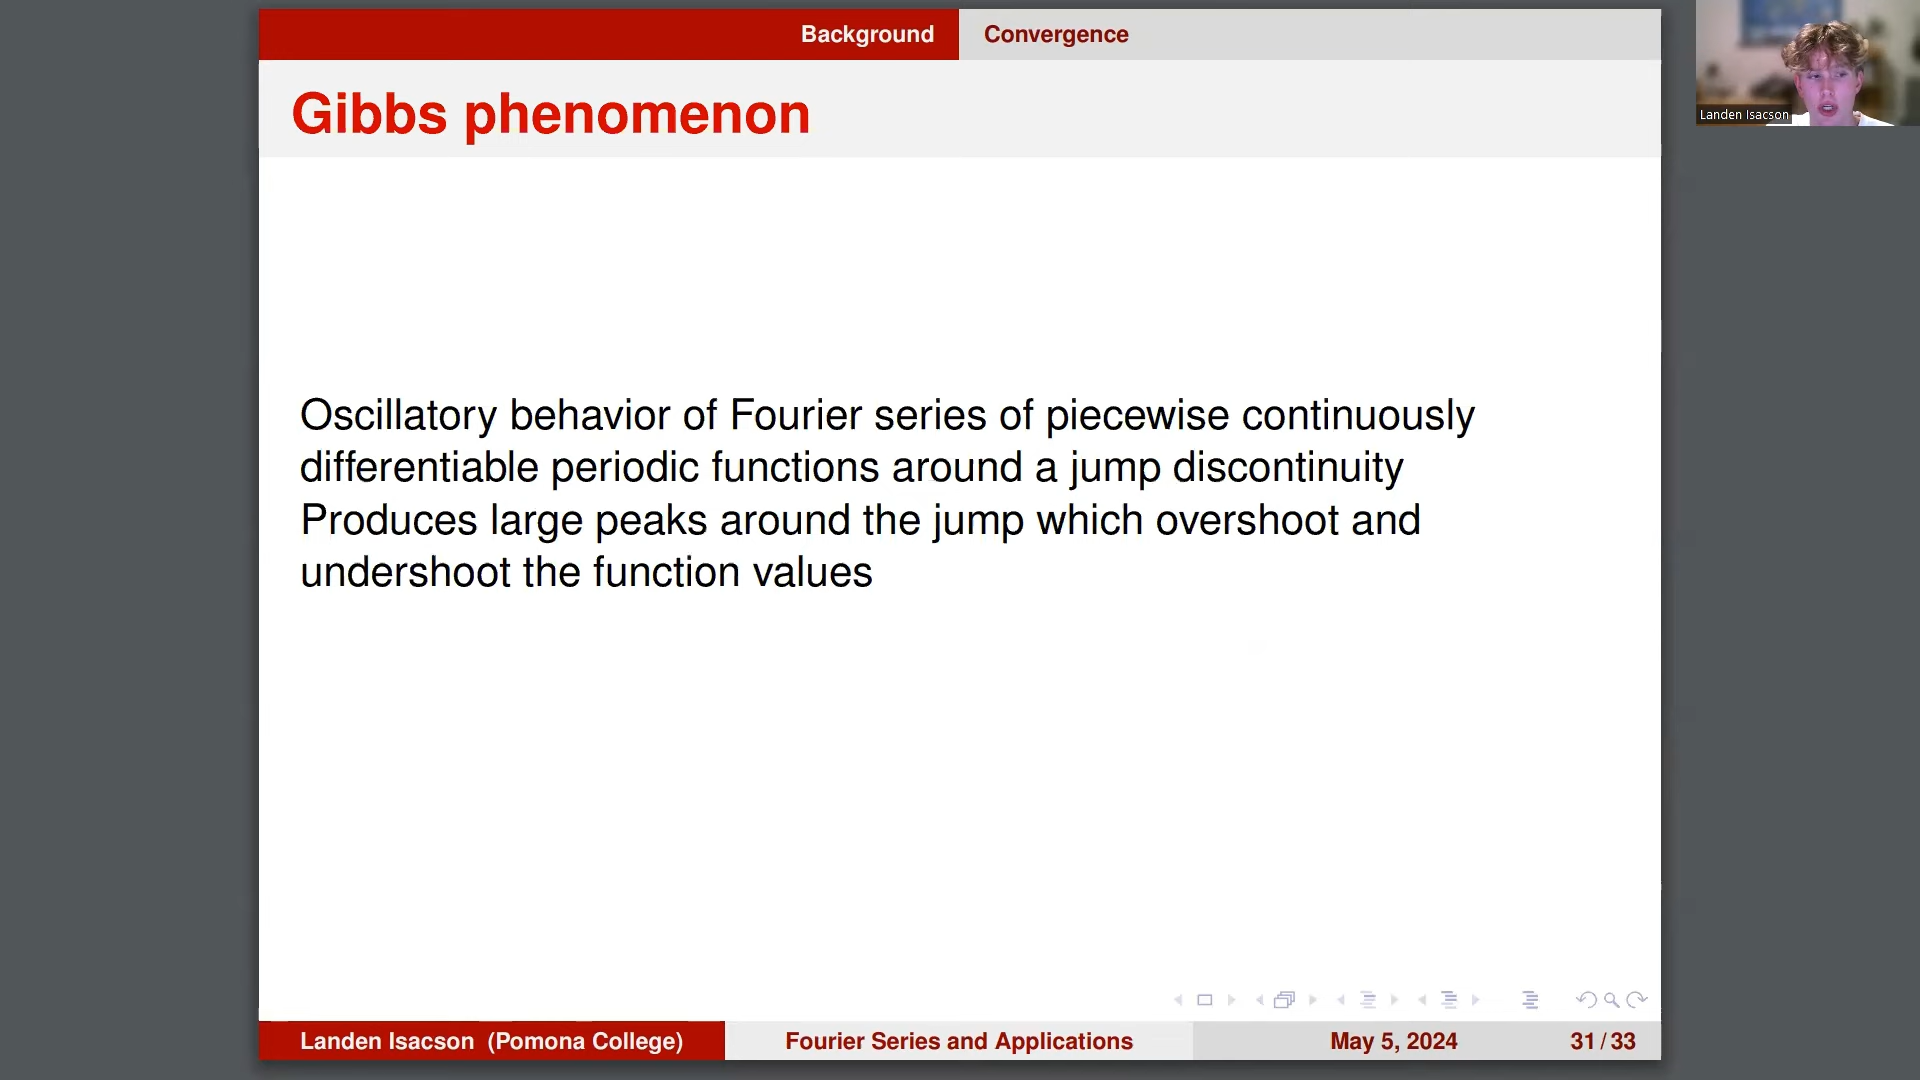 Background Convergence
Landen Isacson
Gibbs phenomenon
Oscillatory behavior of Fourier series of piecewise continuously
differentiable periodic functions around a jump discontinuity
Produces large peaks around the jump which overshoot and
undershoot the function values
Landen Isacson (Pomona College) Fourier Series and Applications May 5, 2024 31 / 33